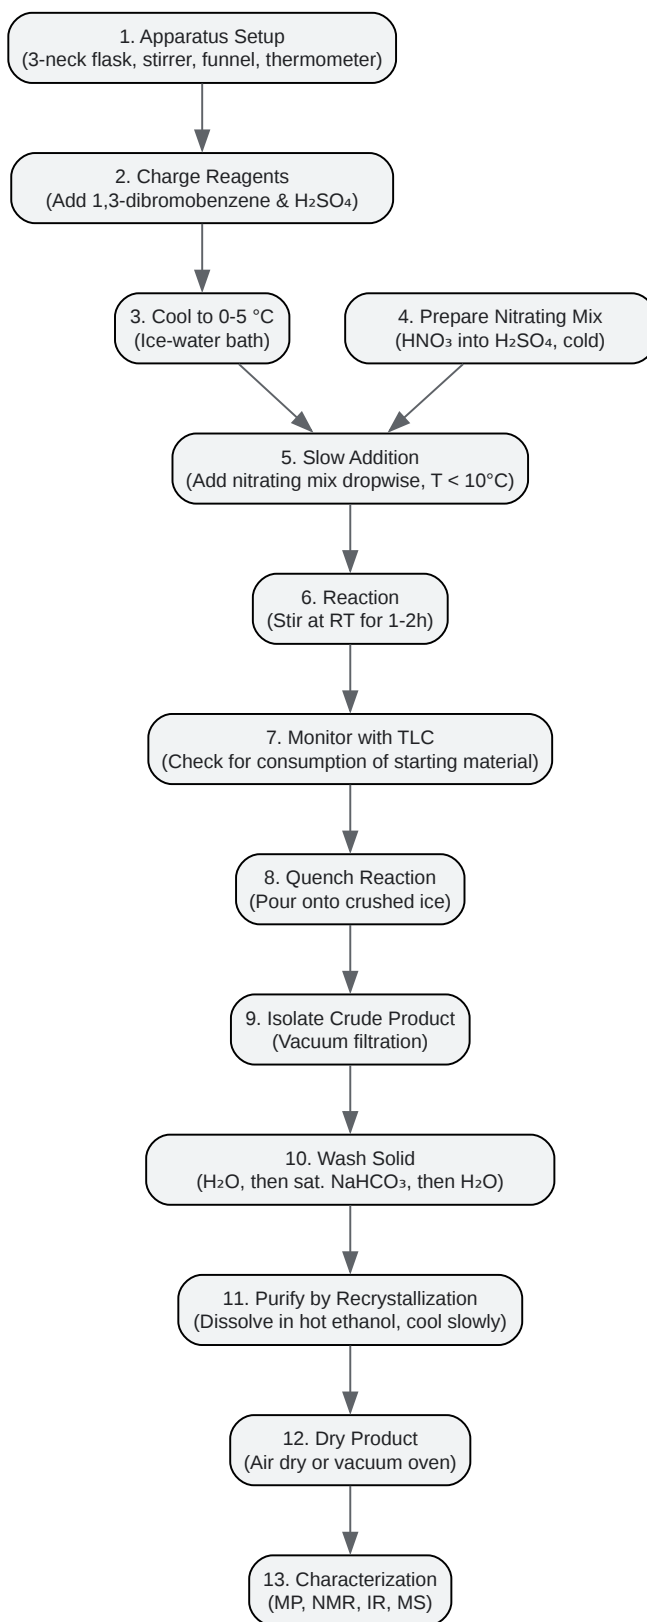 1. Apparatus Setup
(3-neck flask, stirrer, funnel, thermometer)
2. Charge Reagents
(Add 1,3-dibromobenzene & H₂SO₄)
3. Cool to 0-5 °C
(Ice-water bath)
4. Prepare Nitrating Mix
(HNO₃ into H₂SO₄, cold)
5. Slow Addition
(Add nitrating mix dropwise, T < 10°C)
6. Reaction
(Stir at RT for 1-2h)
7. Monitor with TLC
(Check for consumption of starting material)
8. Quench Reaction
(Pour onto crushed ice)
9. Isolate Crude Product
(Vacuum filtration)
10. Wash Solid
(H₂O, then sat. NaHCO₃, then H₂O)
11. Purify by Recrystallization
(Dissolve in hot ethanol, cool slowly)
12. Dry Product
(Air dry or vacuum oven)
13. Characterization
(MP, NMR, IR, MS)